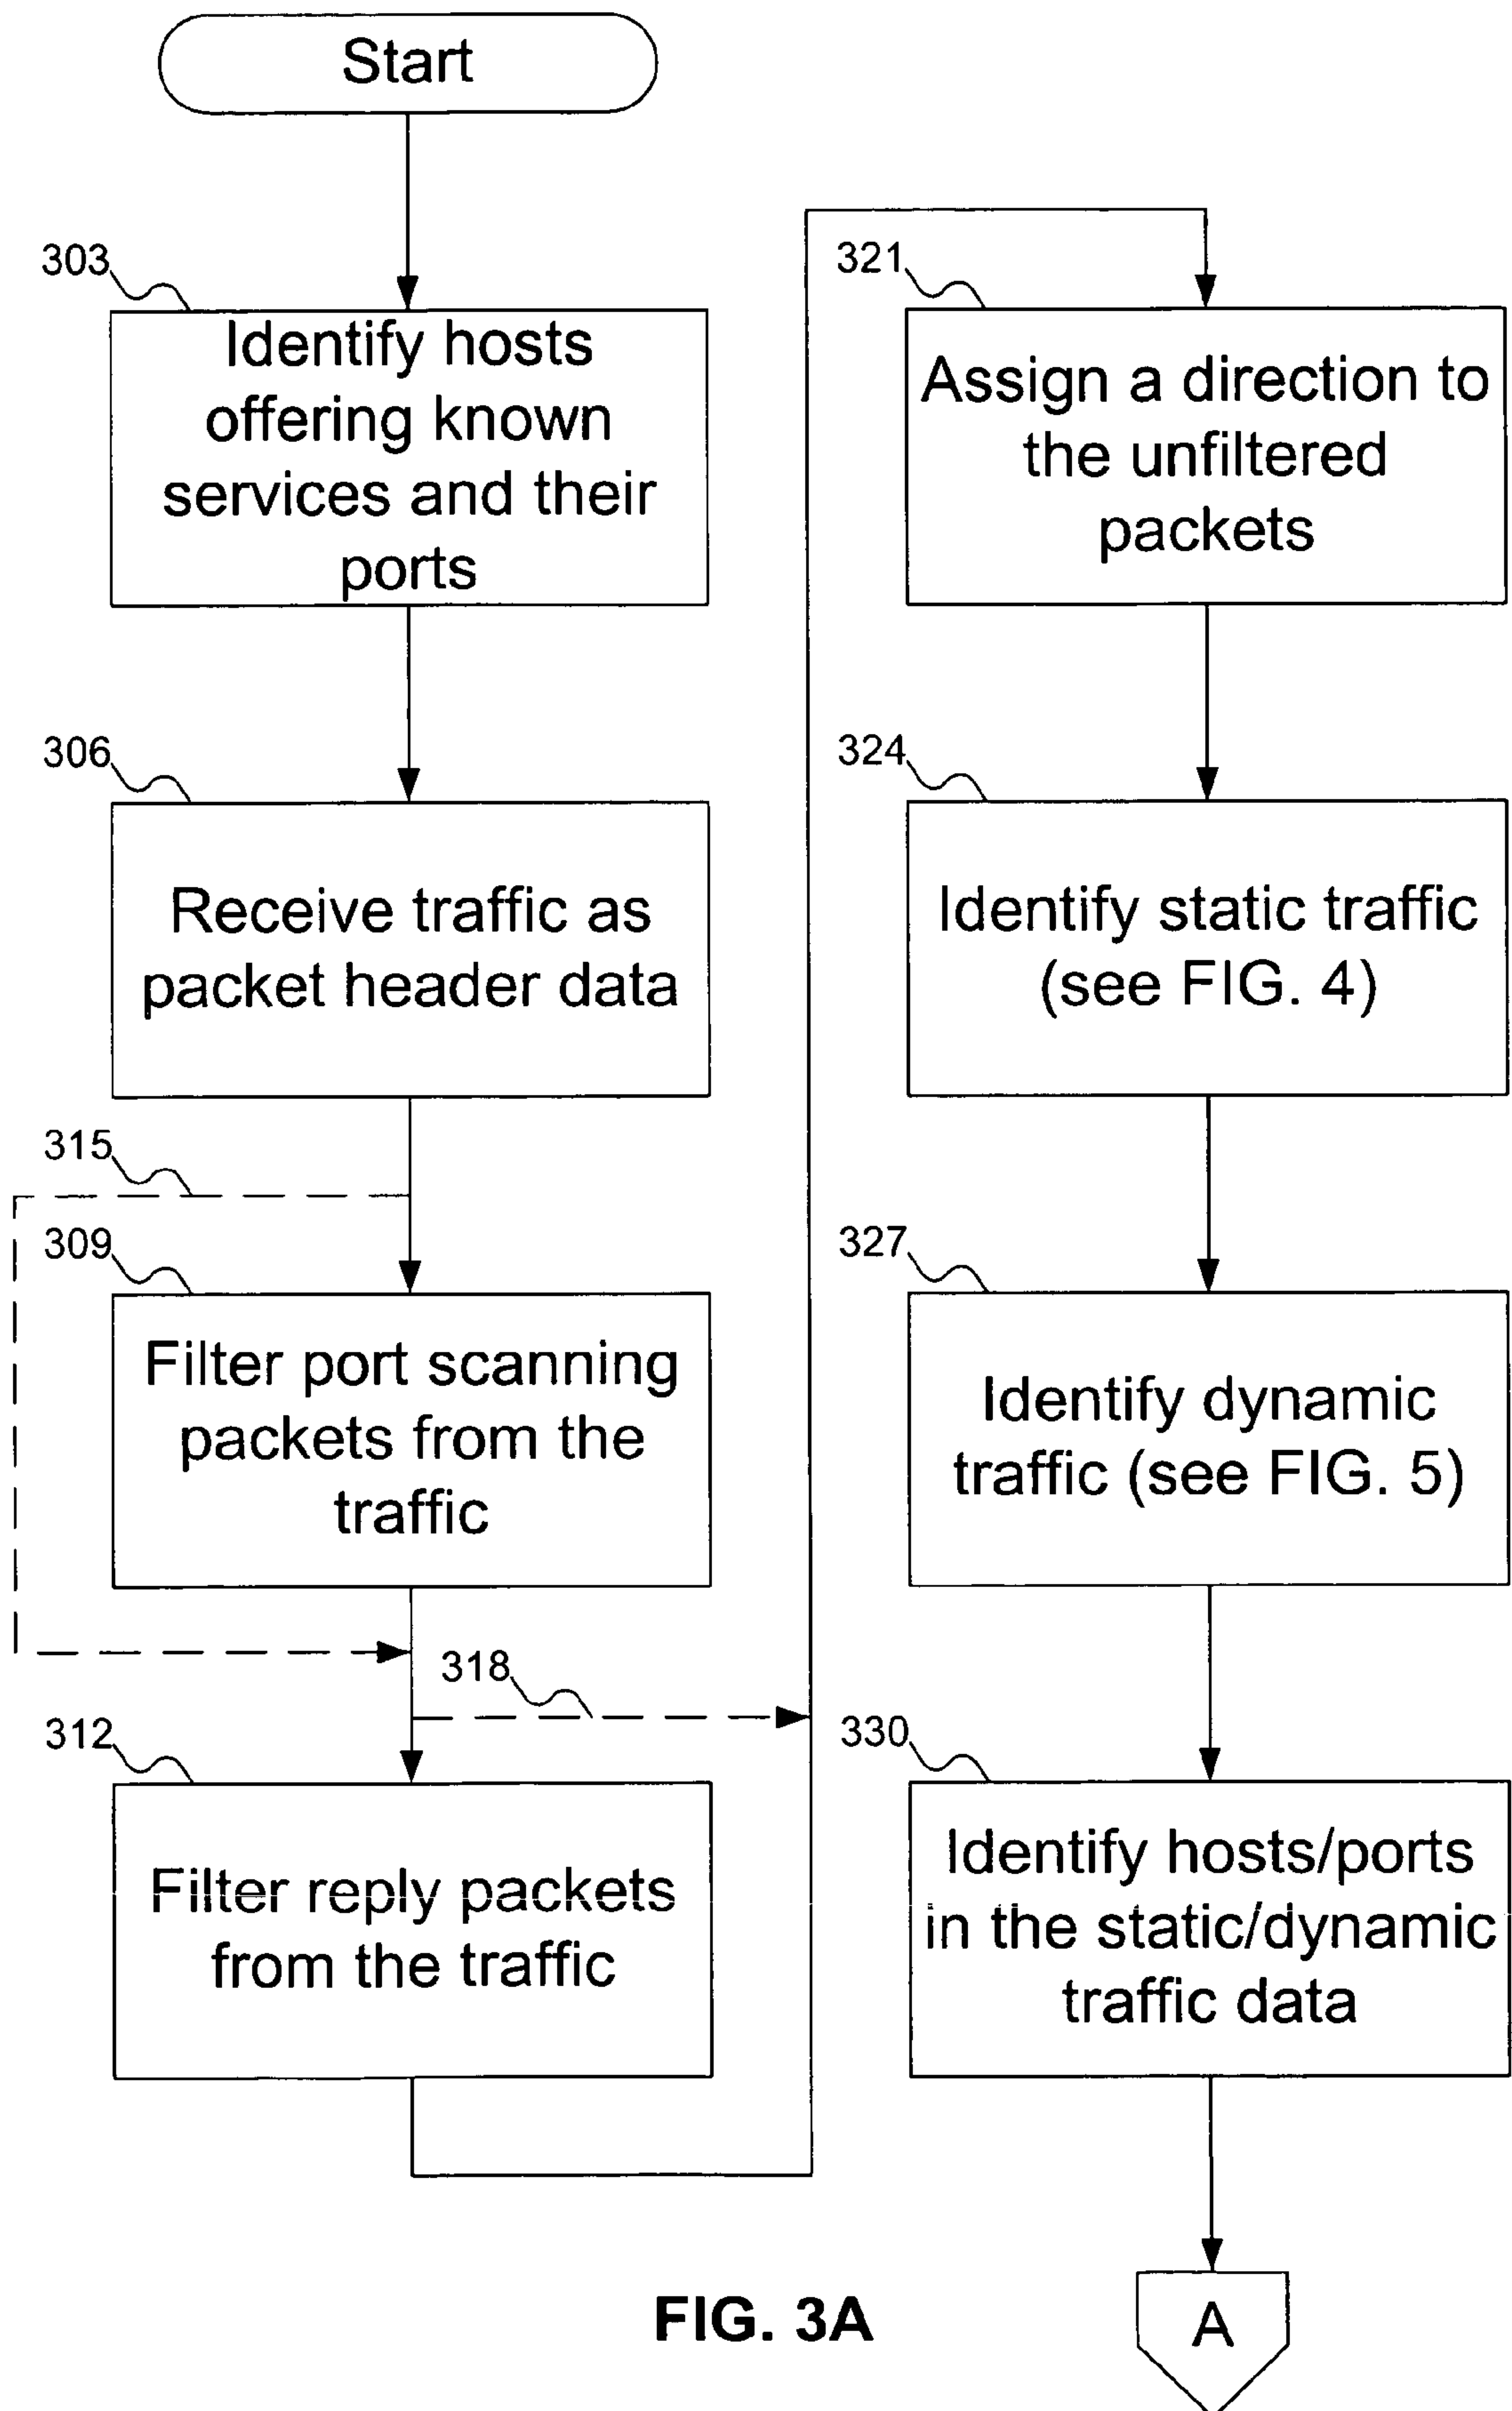 Start
303
Identify hosts
offering known
services and their
ports
306
Receive traffic as
packet header data
315
309
Filter port scanning
packets from the
traffic
318
312
Filter reply packets
from the traffic
321
Assign a direction to
the unfiltered
packets
324
Identify static traffic
(see FIG. 4)
327
Identify dynamic
traffic (see FIG. 5)
330
Identify hosts/ports
in the static/dynamic
traffic data
A
FIG. 3A